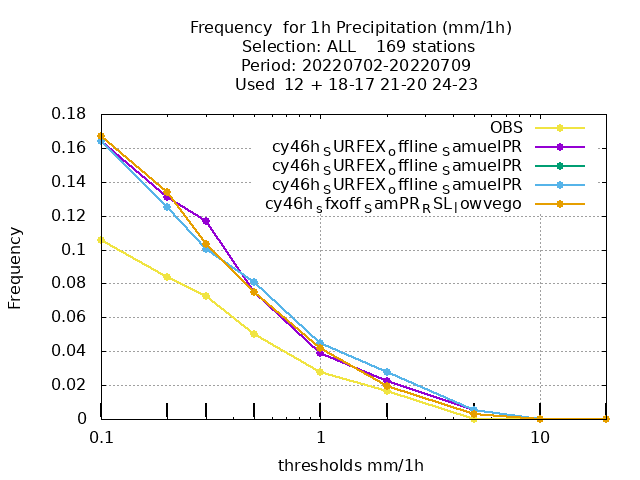 Frequency  for 1h Precipitation (mm/1h)
Selection: ALL    169 stations
Period: 20220702-20220709
Used  12 + 18-17 21-20 24-23
0.18
0.16
0.14
0.12
0.1
0.08
0.06
0.04
0.02
0
Frequency
OBS
cy46h_SURFEX_offline_SamuelPR
cy46h_SURFEX_offline_SamuelPR
cy46h_SURFEX_offline_SamuelPR
cy46h_sfxoff_SamPR_RSL_lowvego
0.1 1 10
thresholds mm/1h